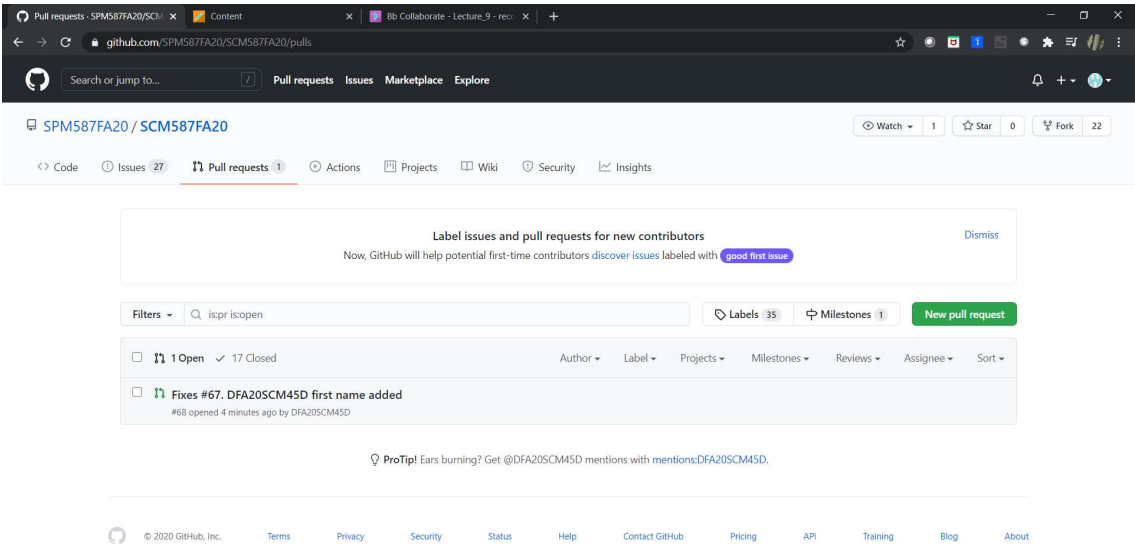 Pull requests · SPM587FA20/SCM
Content
Bb Collaborate - Lecture_9 - reco
github.com/SPM587FA20/SCM587FA20/pulls
Search or jump to... / Pull requests Issues Marketplace Explore
SPM587FA20 / SCM587FA20
Watch 1 Star 0 Fork 22
Code Issues 27 Pull requests 1 Actions Projects Wiki Security Insights
Label issues and pull requests for new contributors
Dismiss
Now, GitHub will help potential first-time contributors discover issues labeled with good first issue
Filters is:pr is:open Labels 35 Milestones 1 New pull request
1 Open 17 Closed Author Label Projects Milestones Reviews Assignee Sort
Fixes #67. DFA20SCM45D first name added
#68 opened 4 minutes ago by DFA20SCM45D
ProTip! Ears burning? Get @DFA20SCM45D mentions with mentions:DFA20SCM45D.
© 2020 GitHub, Inc. Terms Privacy Security Status Help Contact GitHub Pricing API Training Blog About